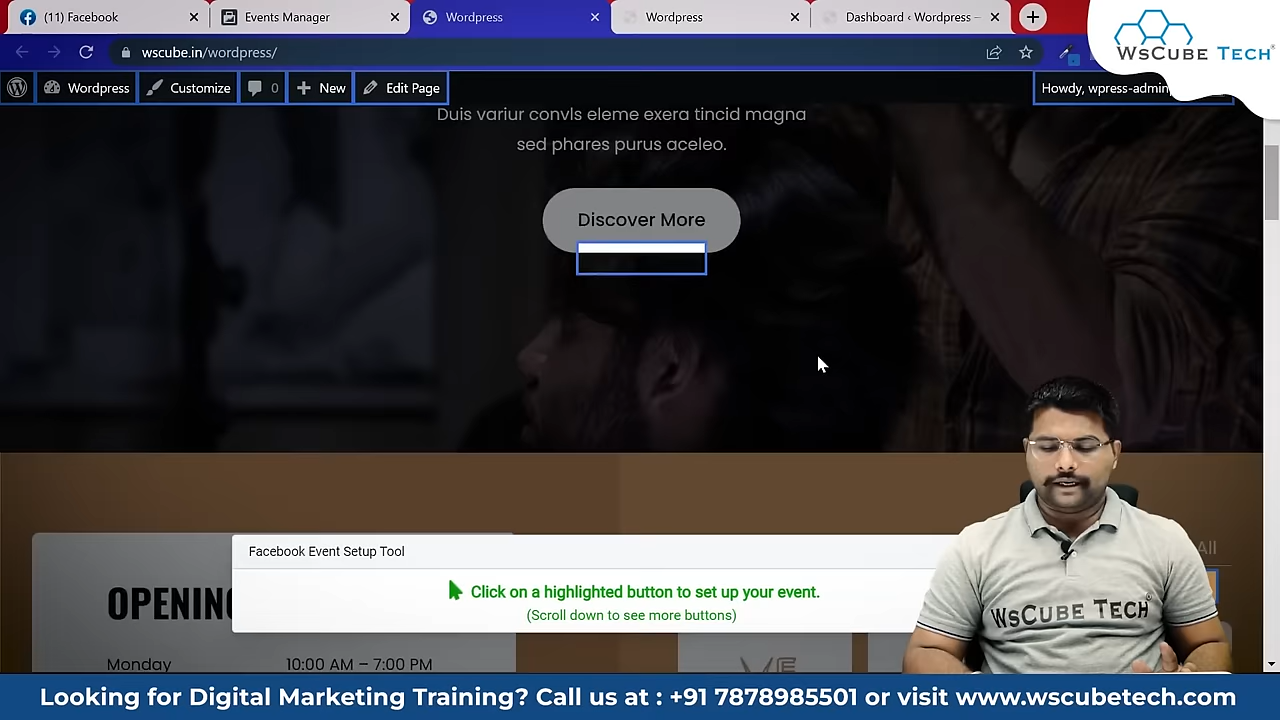 (11) Facebook
Events Manager
Wordpress
Wordpress
Dashboard ‹ Wordpress –
WsCube Tech
wscube.in/wordpress/
Wordpress
Customize
0
New
Edit Page
Howdy, wpress-admin
Duis variur convls eleme exera tincid magna
sed phares purus aceleo.
Discover More
All
Facebook Event Setup Tool
Click on a highlighted button to set up your event.
(Scroll down to see more buttons)
OPENING
Monday
10:00 AM – 7:00 PM
WsCube Tech
Looking for Digital Marketing Training? Call us at : +91 7878985501 or visit www.wscubetech.com